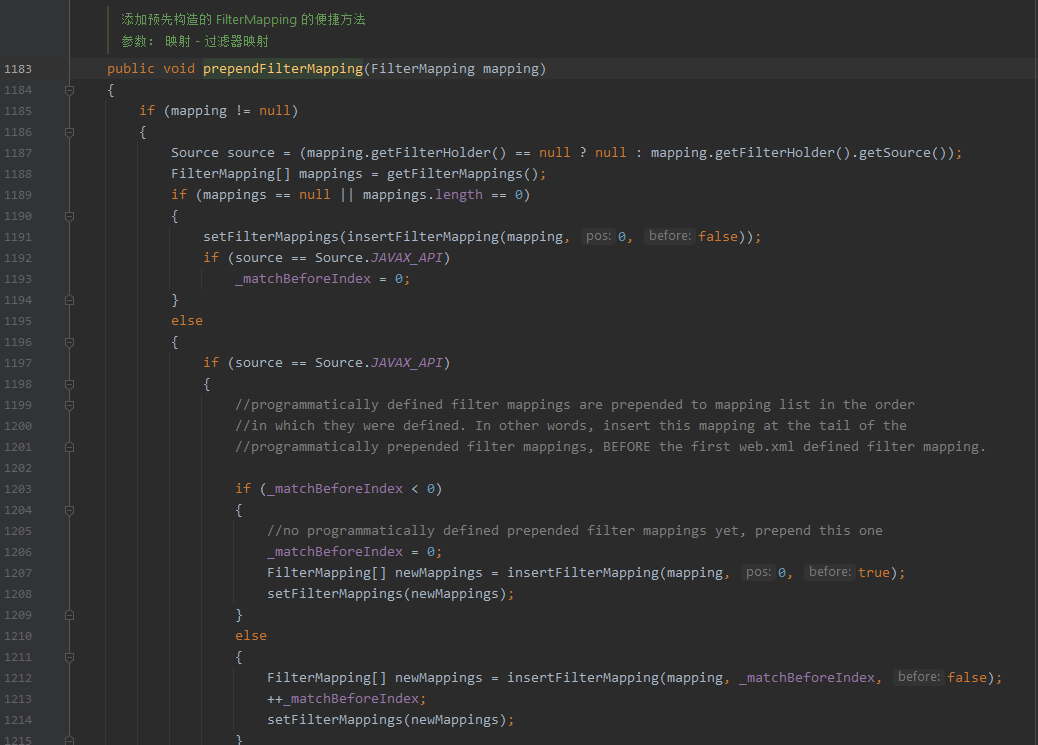 添加预先构造的 FilterMapping 的便捷方法
参数： 映射 - 过滤器映射
1183 public void prependFilterMapping(FilterMapping mapping)
1184 {
1185 if (mapping != null)
1186 {
1187 Source source = (mapping.getFilterHolder() == null ? null : mapping.getFilterHolder().getSource());
1188 FilterMapping[] mappings = getFilterMappings();
1189 if (mappings == null || mappings.length == 0)
1190 {
1191 setFilterMappings(insertFilterMapping(mapping, pos: 0, before: false));
1192 if (source == Source.JAVAX_API)
1193 _matchBeforeIndex = 0;
1194 }
1195 else
1196 {
1197 if (source == Source.JAVAX_API)
1198 {
1199 //programmatically defined filter mappings are prepended to mapping list in the order
1200 //in which they were defined. In other words, insert this mapping at the tail of the
1201 //programmatically prepended filter mappings, BEFORE the first web.xml defined filter mapping.
1202
1203 if (_matchBeforeIndex < 0)
1204 {
1205 //no programmatically defined prepended filter mappings yet, prepend this one
1206 _matchBeforeIndex = 0;
1207 FilterMapping[] newMappings = insertFilterMapping(mapping, pos: 0, before: true);
1208 setFilterMappings(newMappings);
1209 }
1210 else
1211 {
1212 FilterMapping[] newMappings = insertFilterMapping(mapping, _matchBeforeIndex, before: false);
1213 ++_matchBeforeIndex;
1214 setFilterMappings(newMappings);
1215 }